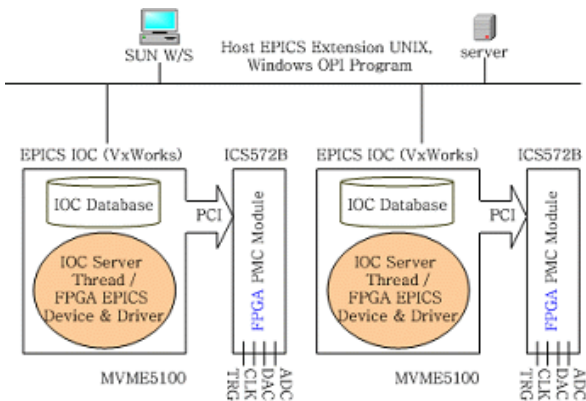 SUN W/S
Host EPICS Extension UNIX,
Windows OPI Program
server
EPICS IOC (VxWorks)
ICS572B
IOC Database
PCI
FPGA PMC Module
IOC Server
Thread /
FPGA EPICS
Device & Driver
MVME5100
TRG
CLK
DAC
ADC
EPICS IOC (VxWorks)
ICS572B
IOC Database
PCI
FPGA PMC Module
IOC Server
Thread /
FPGA EPICS
Device & Driver
MVME5100
TRG
CLK
DAC
ADC